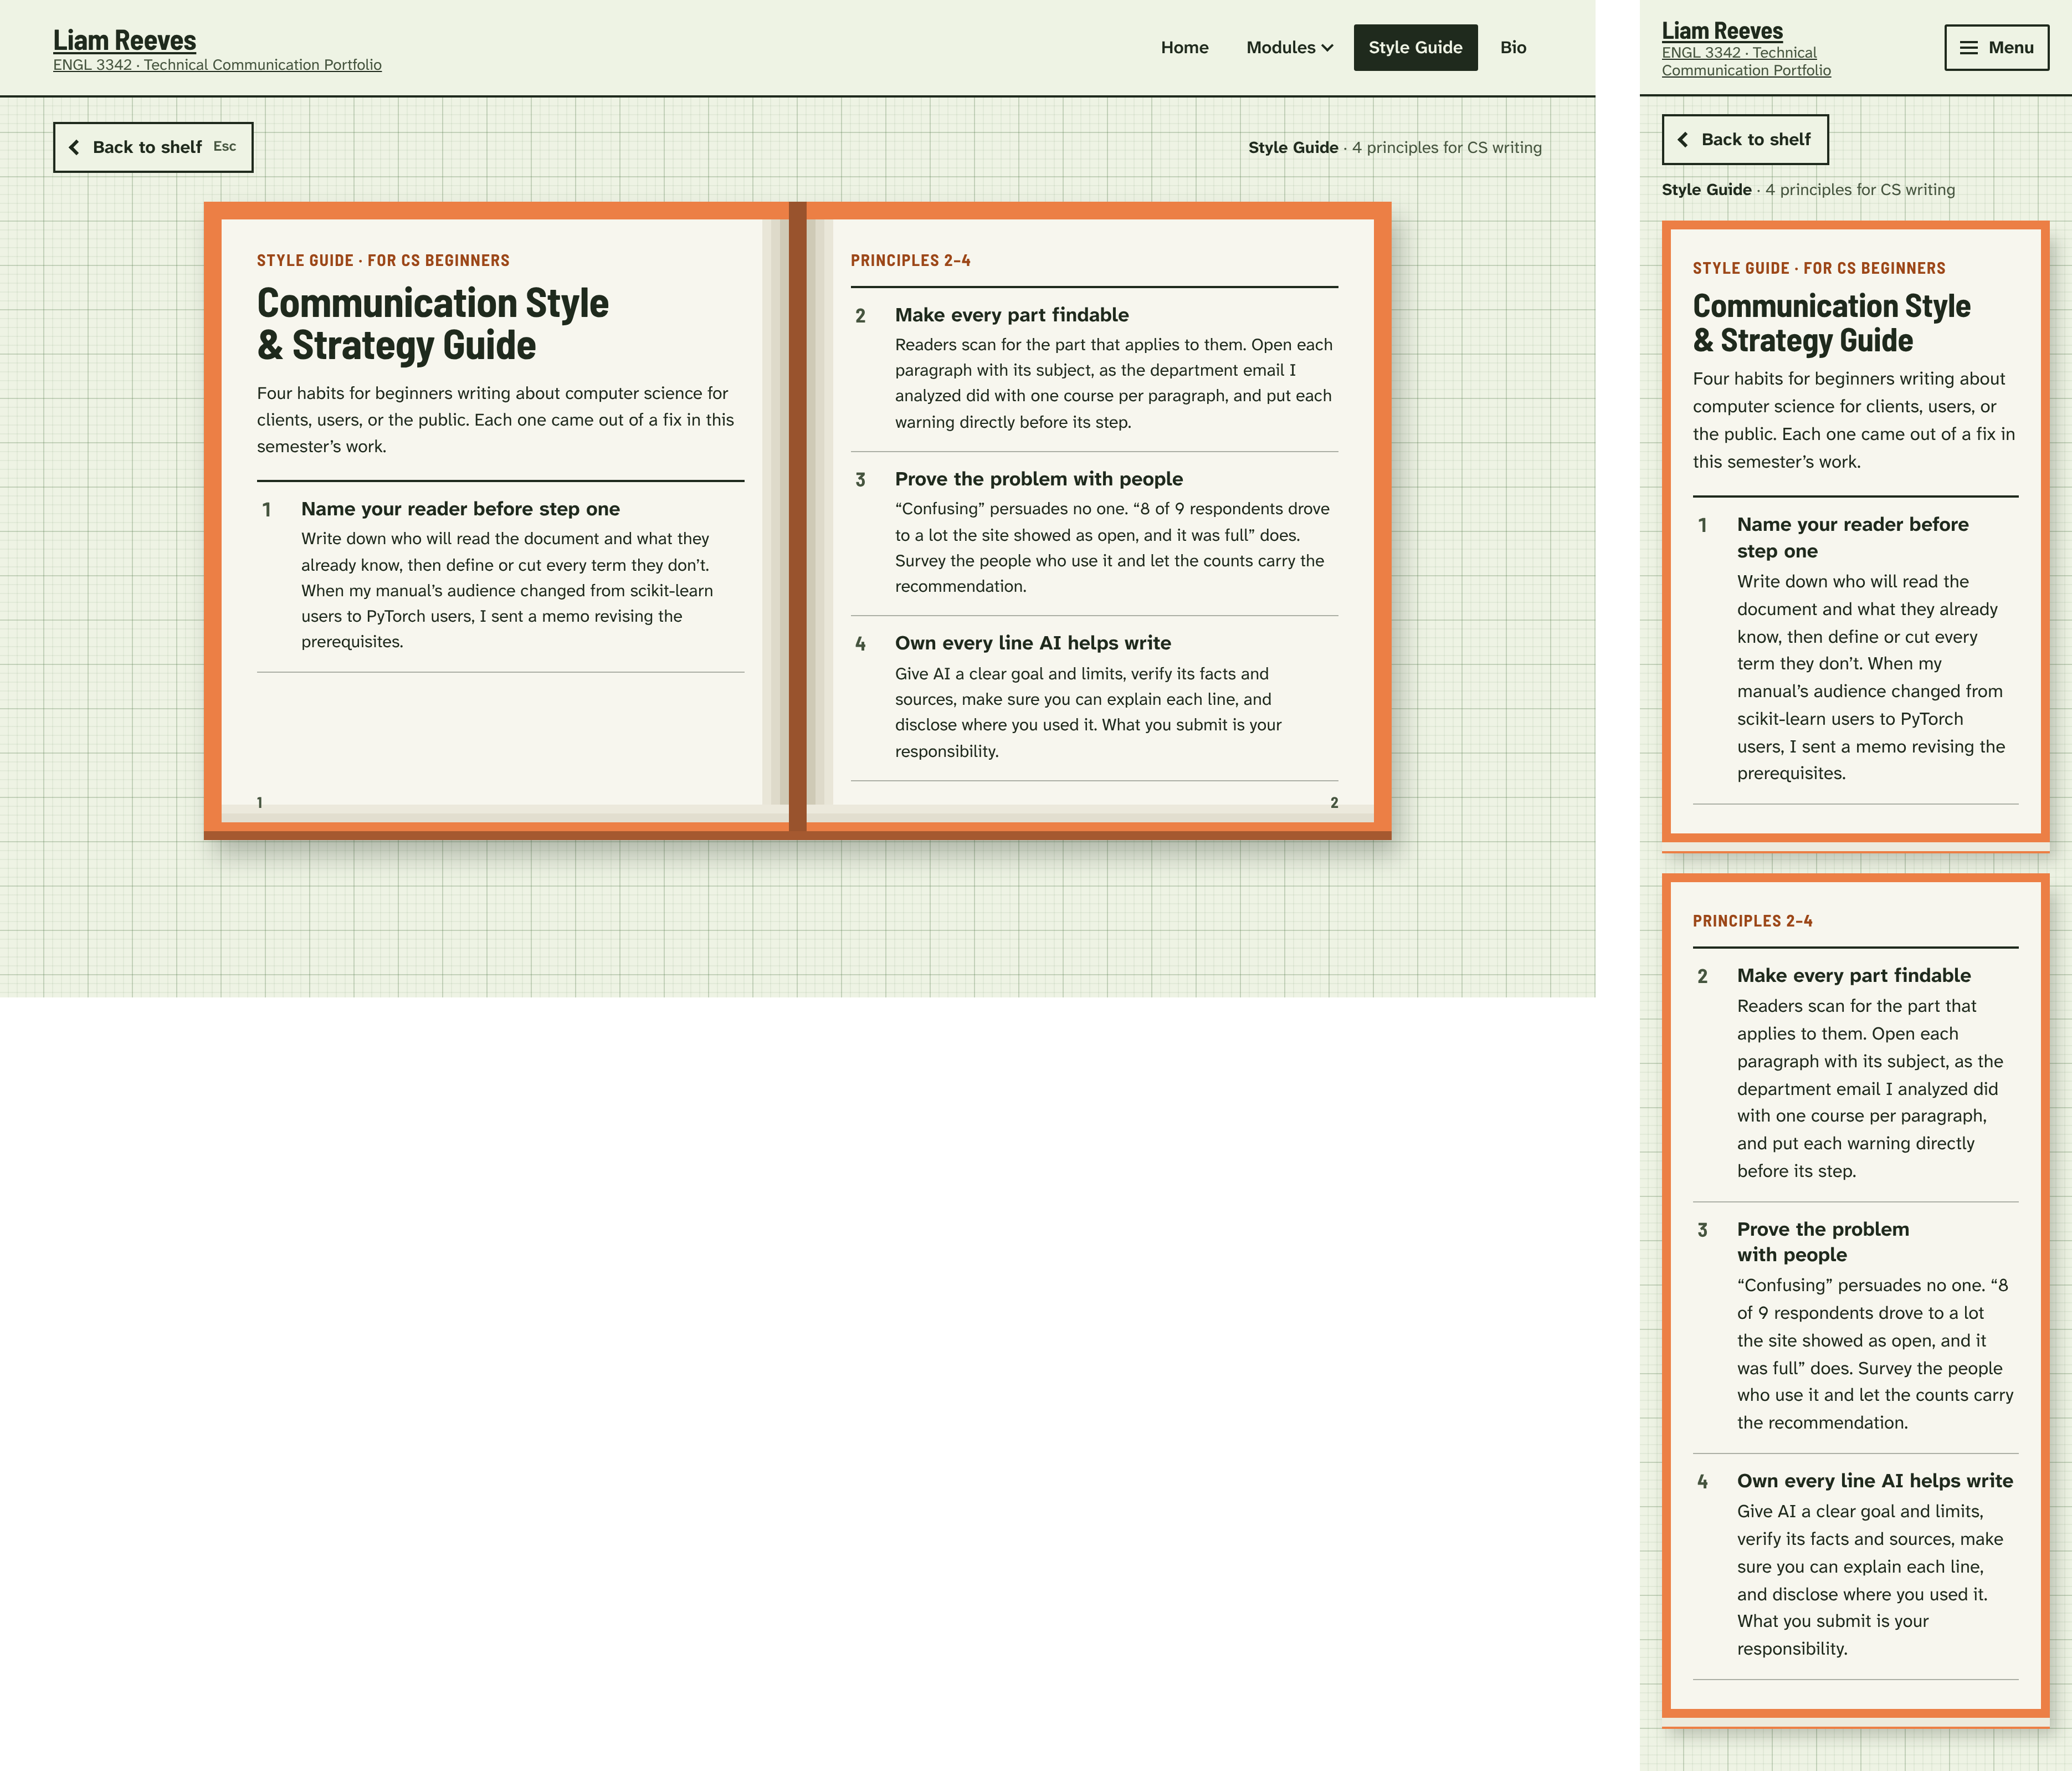 Liam Reeves
ENGL 3342 · Technical Communication Portfolio
Home
Modules
Style Guide
Bio
Back to shelf Esc
Style Guide · 4 principles for CS writing
STYLE GUIDE · FOR CS BEGINNERS
Communication Style
& Strategy Guide
Four habits for beginners writing about computer science for
clients, users, or the public. Each one came out of a fix in this
semester’s work.
1 Name your reader before step one
Write down who will read the document and what they
already know, then define or cut every term they don’t.
When my manual’s audience changed from scikit-learn
users to PyTorch users, I sent a memo revising the
prerequisites.
1
PRINCIPLES 2–4
2 Make every part findable
Readers scan for the part that applies to them. Open each
paragraph with its subject, as the department email I
analyzed did with one course per paragraph, and put each
warning directly before its step.
3 Prove the problem with people
“Confusing” persuades no one. “8 of 9 respondents drove
to a lot the site showed as open, and it was full” does.
Survey the people who use it and let the counts carry the
recommendation.
4 Own every line AI helps write
Give AI a clear goal and limits, verify its facts and
sources, make sure you can explain each line, and
disclose where you used it. What you submit is your
responsibility.
2
Liam Reeves
ENGL 3342 · Technical
Communication Portfolio
Menu
Back to shelf
Style Guide · 4 principles for CS writing
STYLE GUIDE · FOR CS BEGINNERS
Communication Style
& Strategy Guide
Four habits for beginners writing about
computer science for clients, users, or
the public. Each one came out of a fix in
this semester’s work.
1 Name your reader before
step one
Write down who will read the
document and what they already
know, then define or cut every
term they don’t. When my
manual’s audience changed from
scikit-learn users to PyTorch
users, I sent a memo revising the
prerequisites.
PRINCIPLES 2–4
2 Make every part findable
Readers scan for the part that
applies to them. Open each
paragraph with its subject, as the
department email I analyzed did
with one course per paragraph,
and put each warning directly
before its step.
3 Prove the problem
with people
“Confusing” persuades no one. “8
of 9 respondents drove to a lot
the site showed as open, and it
was full” does. Survey the people
who use it and let the counts carry
the recommendation.
4 Own every line AI helps write
Give AI a clear goal and limits,
verify its facts and sources, make
sure you can explain each line,
and disclose where you used it.
What you submit is your
responsibility.